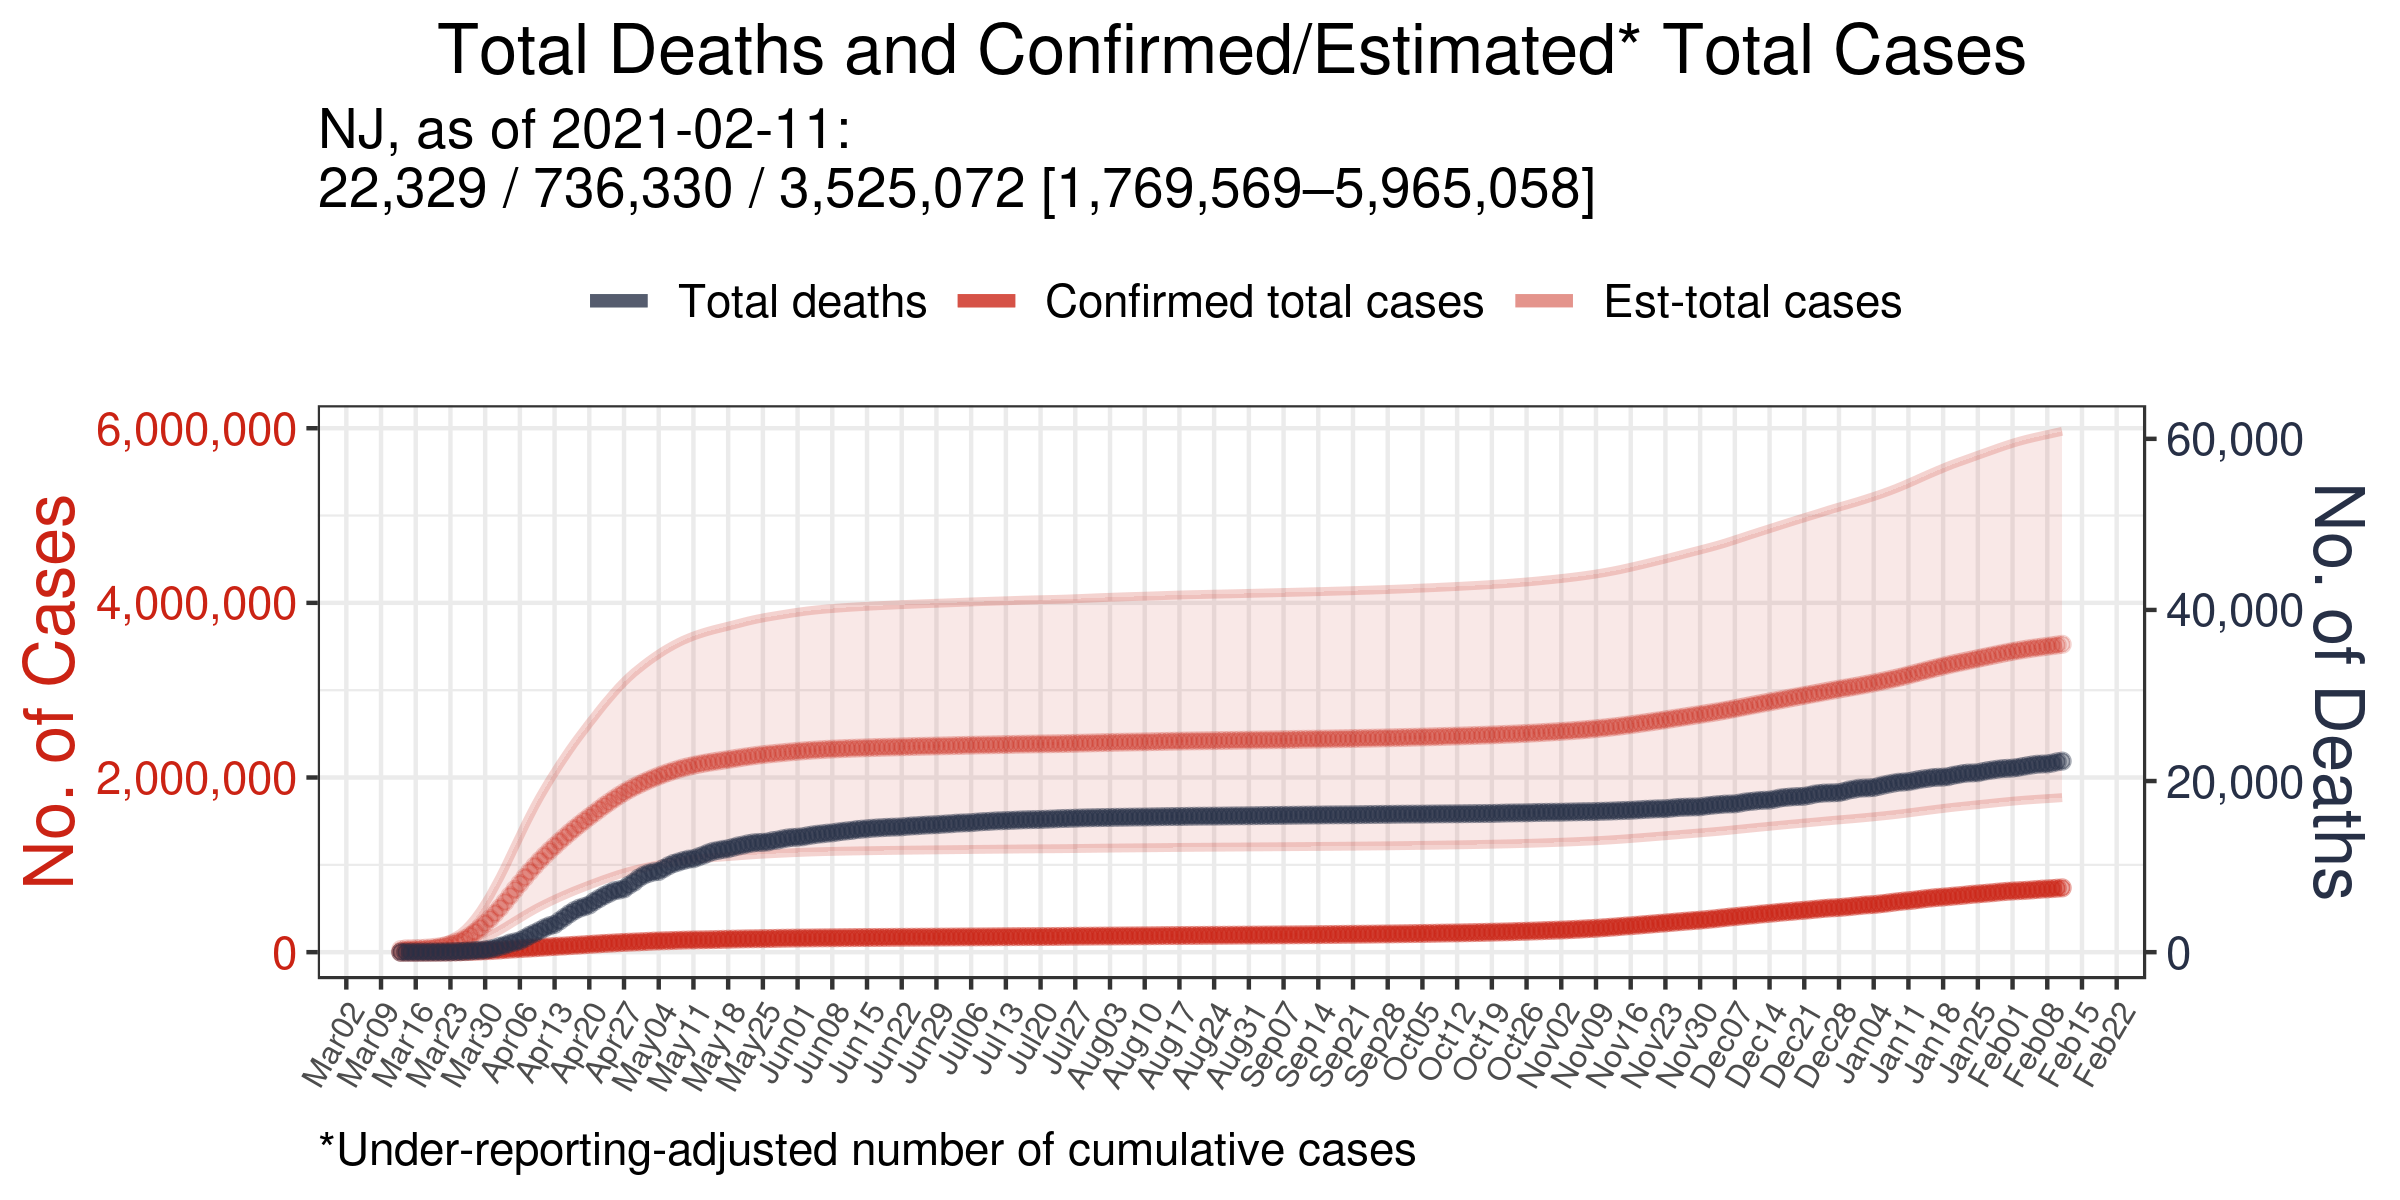 Total Deaths and Confirmed/Estimated* Total Cases
NJ, as of 2021-02-11:
22,329 / 736,330 / 3,525,072 [1,769,569–5,965,058]
Total deaths Confirmed total cases Est-total cases
No. of Cases
6,000,000
4,000,000
2,000,000
0
60,000
40,000
20,000
0
No. of Deaths
Mar02 Mar09 Mar16 Mar23 Mar30 Apr06 Apr13 Apr20 Apr27 May04 May11 May18 May25 Jun01 Jun08 Jun15 Jun22 Jun29 Jul06 Jul13 Jul20 Jul27 Aug03 Aug10 Aug17 Aug24 Aug31 Sep07 Sep14 Sep21 Sep28 Oct05 Oct12 Oct19 Oct26 Nov02 Nov09 Nov16 Nov23 Nov30 Dec07 Dec14 Dec21 Dec28 Jan04 Jan11 Jan18 Jan25 Feb01 Feb08 Feb15 Feb22
*Under-reporting-adjusted number of cumulative cases